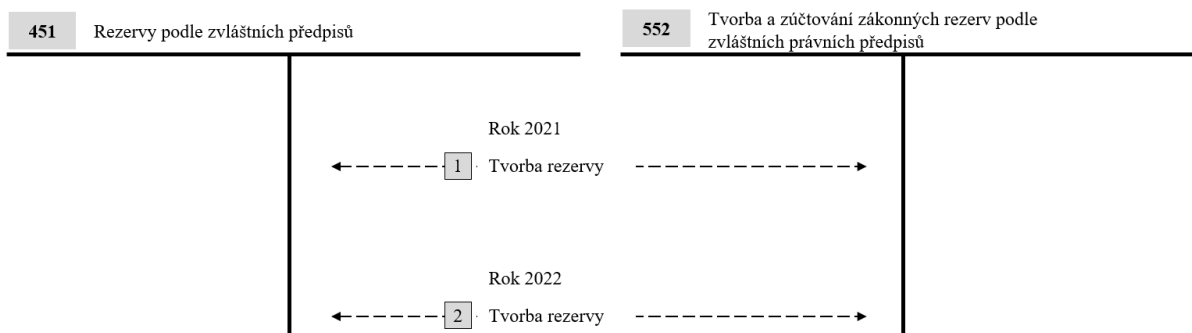 451 Rezervy podle zvláštních předpisů
552 Tvorba a zúčtování zákonných rezerv podle
zvláštních právních předpisů
Rok 2021
1 Tvorba rezervy
Rok 2022
2 Tvorba rezervy